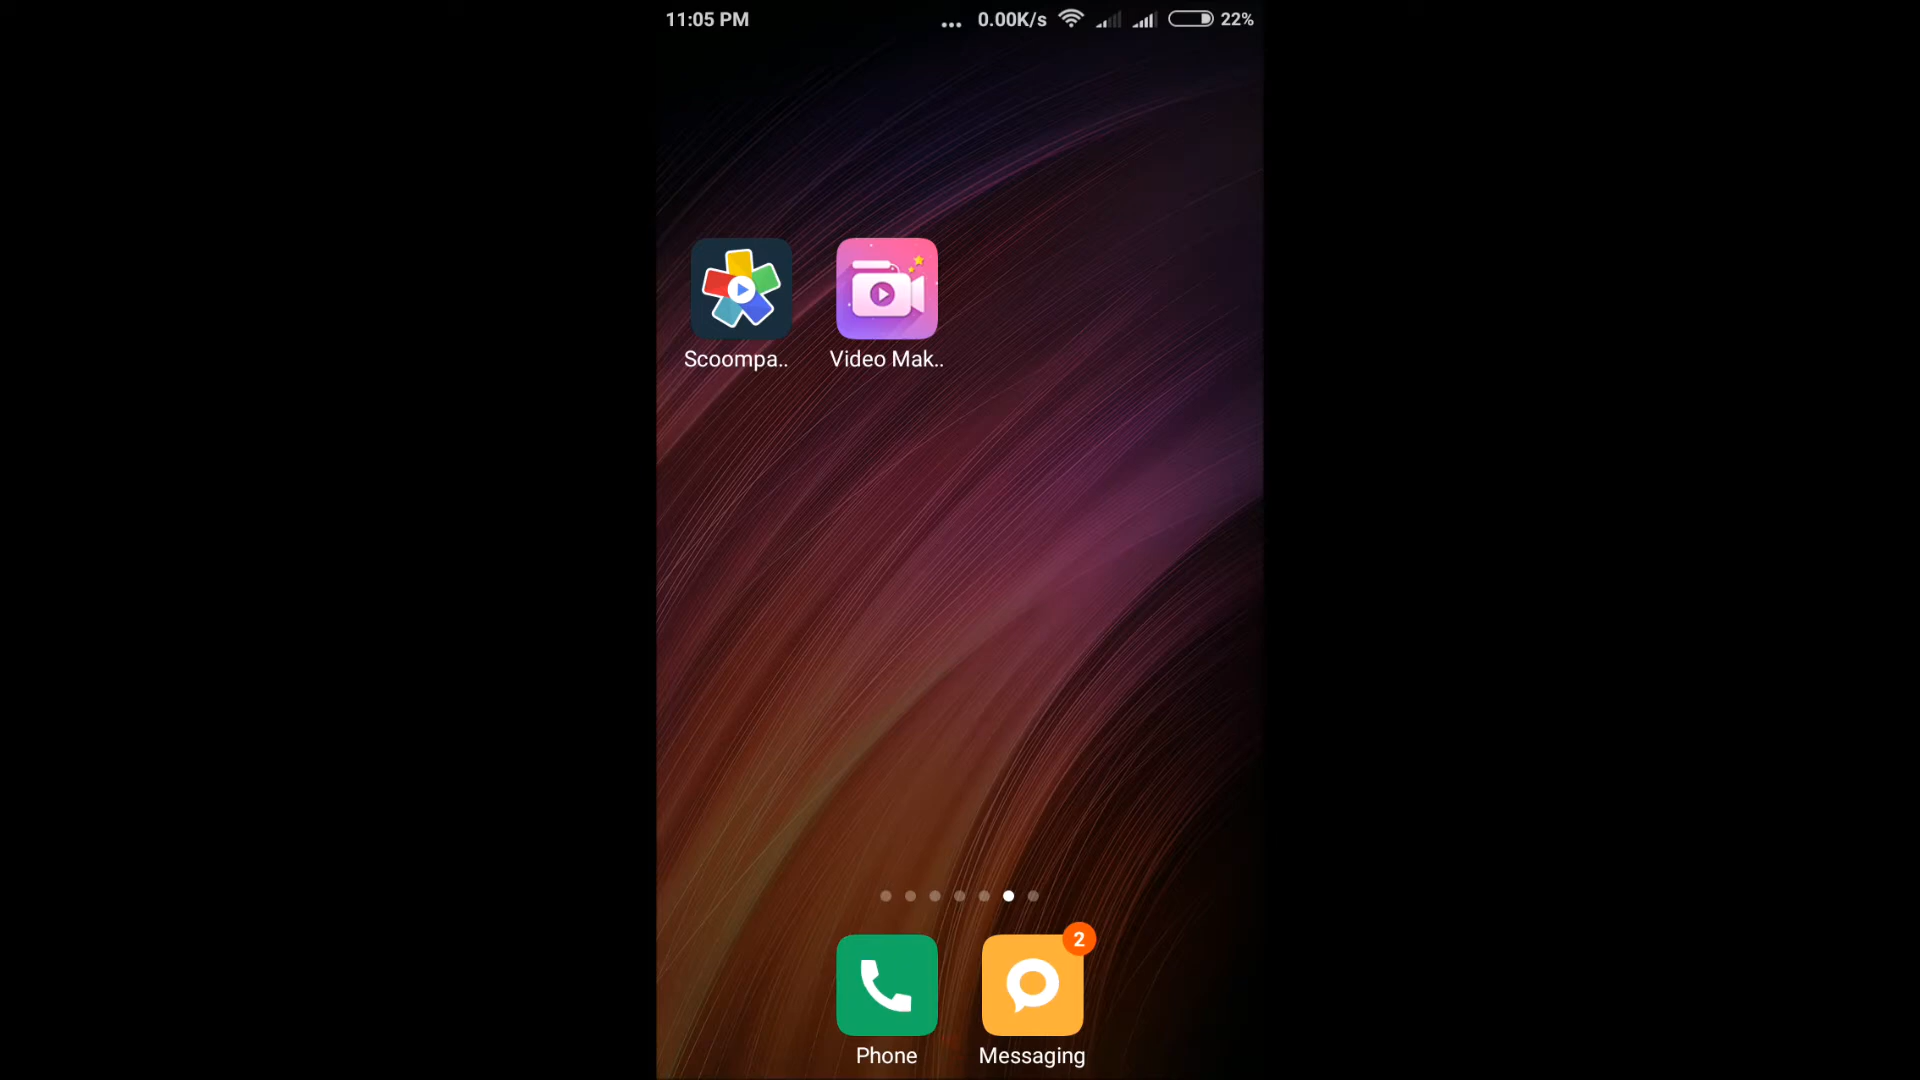 11:05 PM
... 0.00K/s 22%
Scoompa..
Video Mak..
2
Phone
Messaging